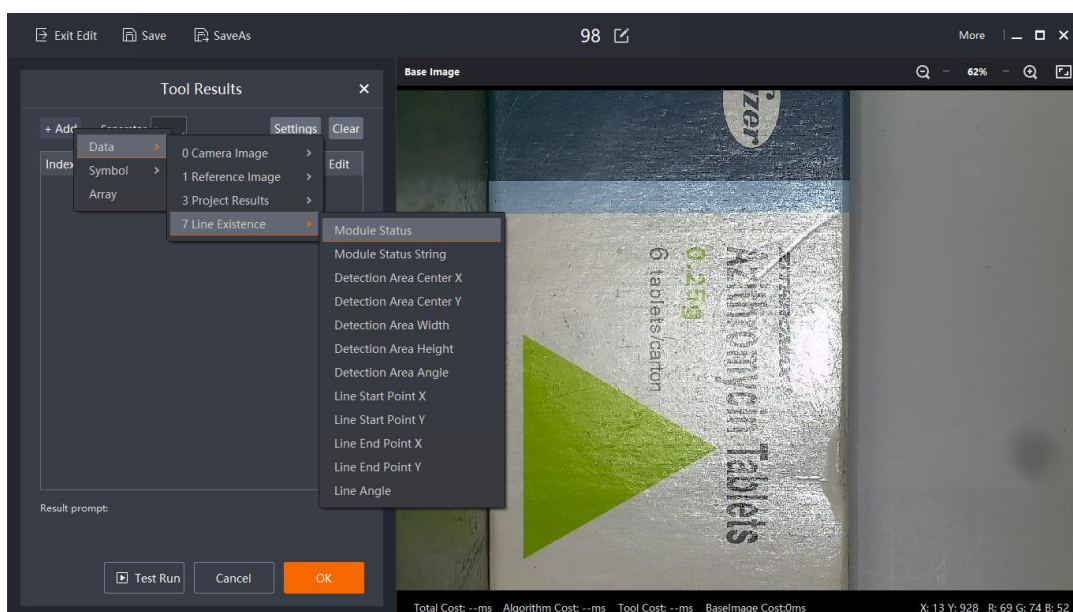 Exit Edit Save SaveAs 98 More
Tool Results
Base Image 62%
+ Add Settings Clear
Index Edit
Data
Symbol
Array
0 Camera Image
1 Reference Image
3 Project Results
7 Line Existence
Module Status
Module Status String
Detection Area Center X
Detection Area Center Y
Detection Area Width
Detection Area Height
Detection Area Angle
Line Start Point X
Line Start Point Y
Line End Point X
Line End Point Y
Line Angle
Result prompt:
Test Run Cancel OK
zer
Azithromycin Tablets
0.25g
6 tablets/carton
Total Cost: --ms Algorithm Cost: --ms Tool Cost: --ms BaseImage Cost:0ms X: 13 Y: 928 R: 69 G: 74 B: 52